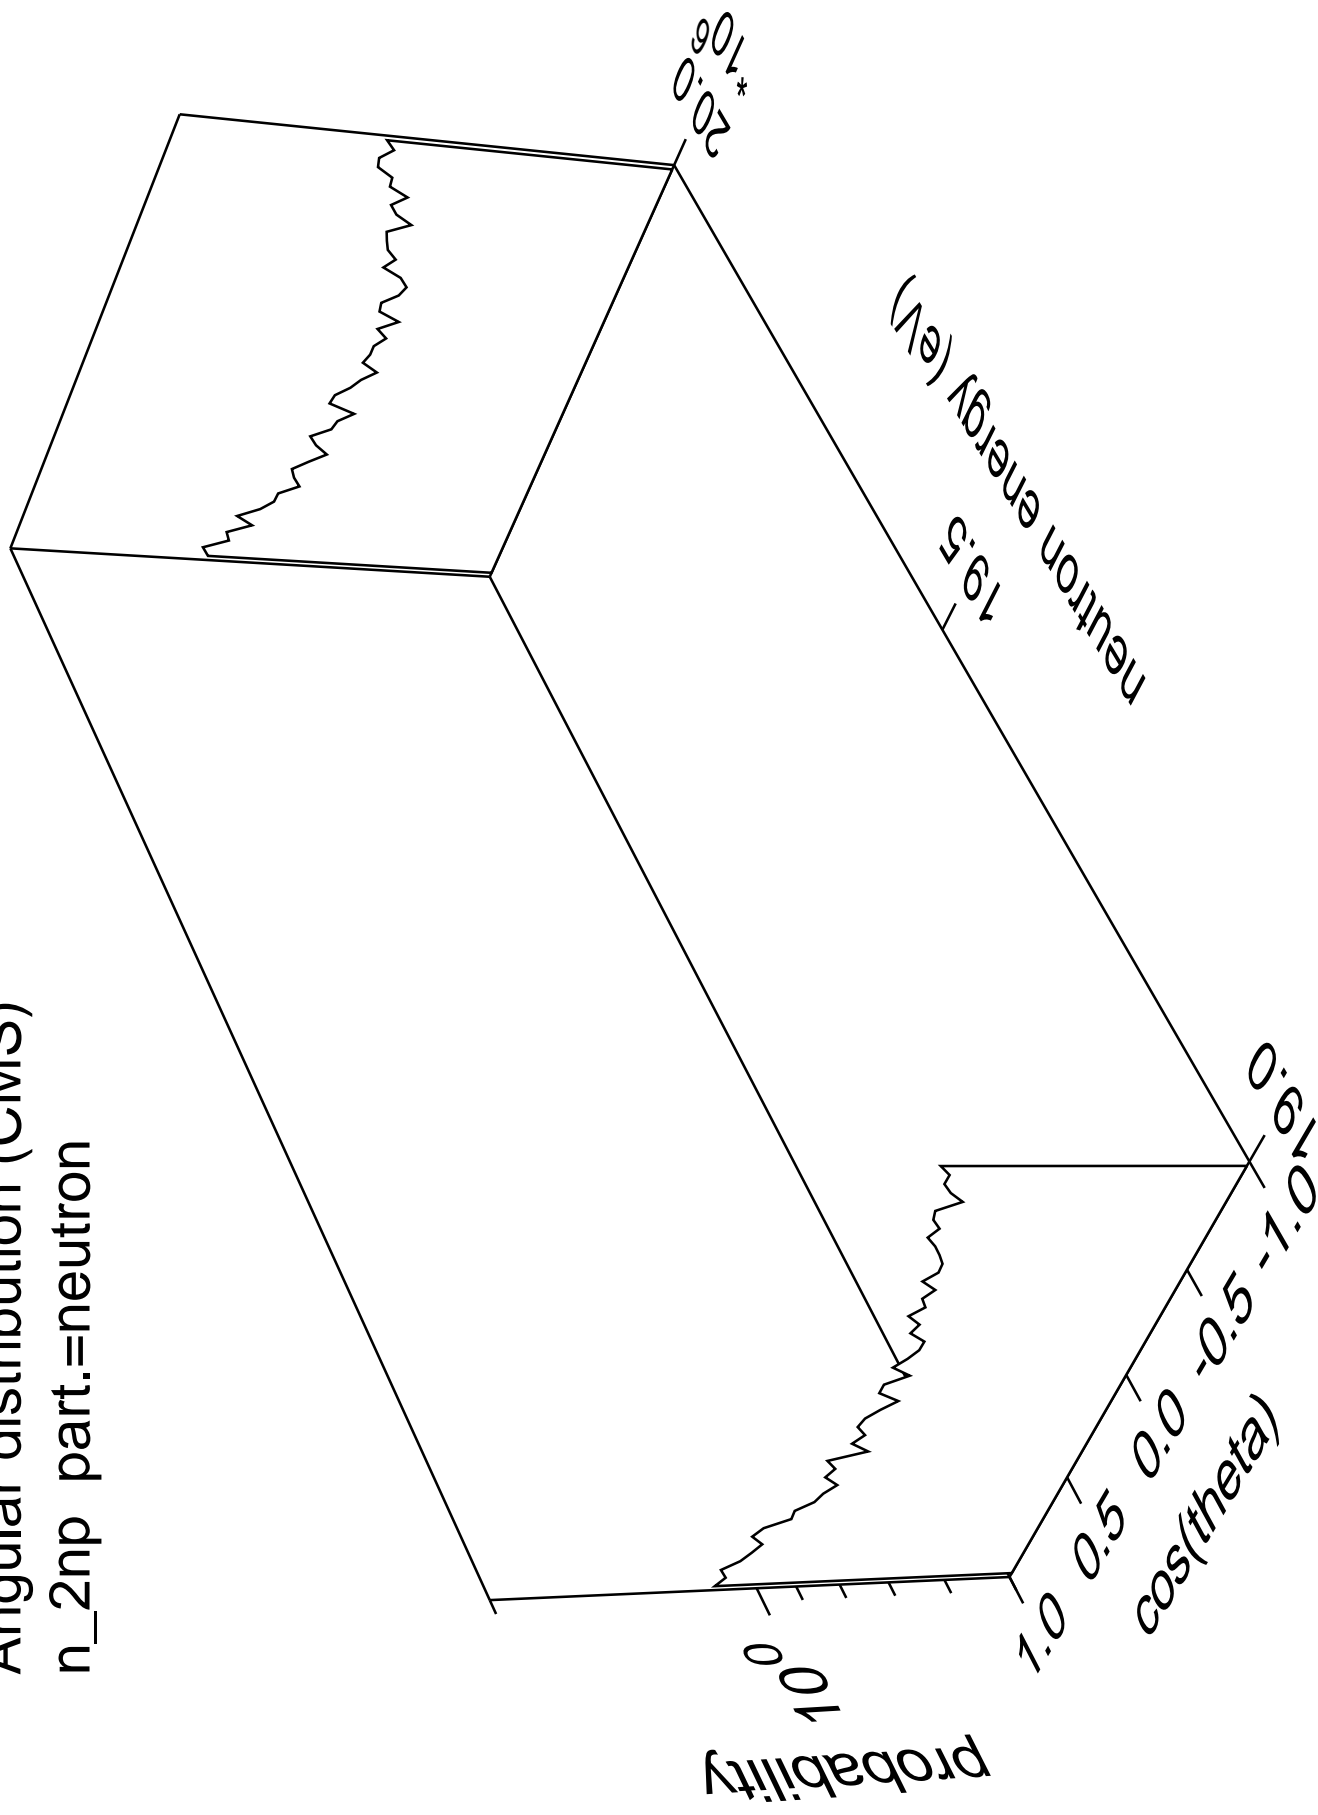 Angular distribution (CMS)
n_2np part.=neutron
probability
10^0
cos(theta)
1.0
0.5
0.0
-0.5
-1.0
neutron energy (eV)
19.0
19.5
20.0
*10^6